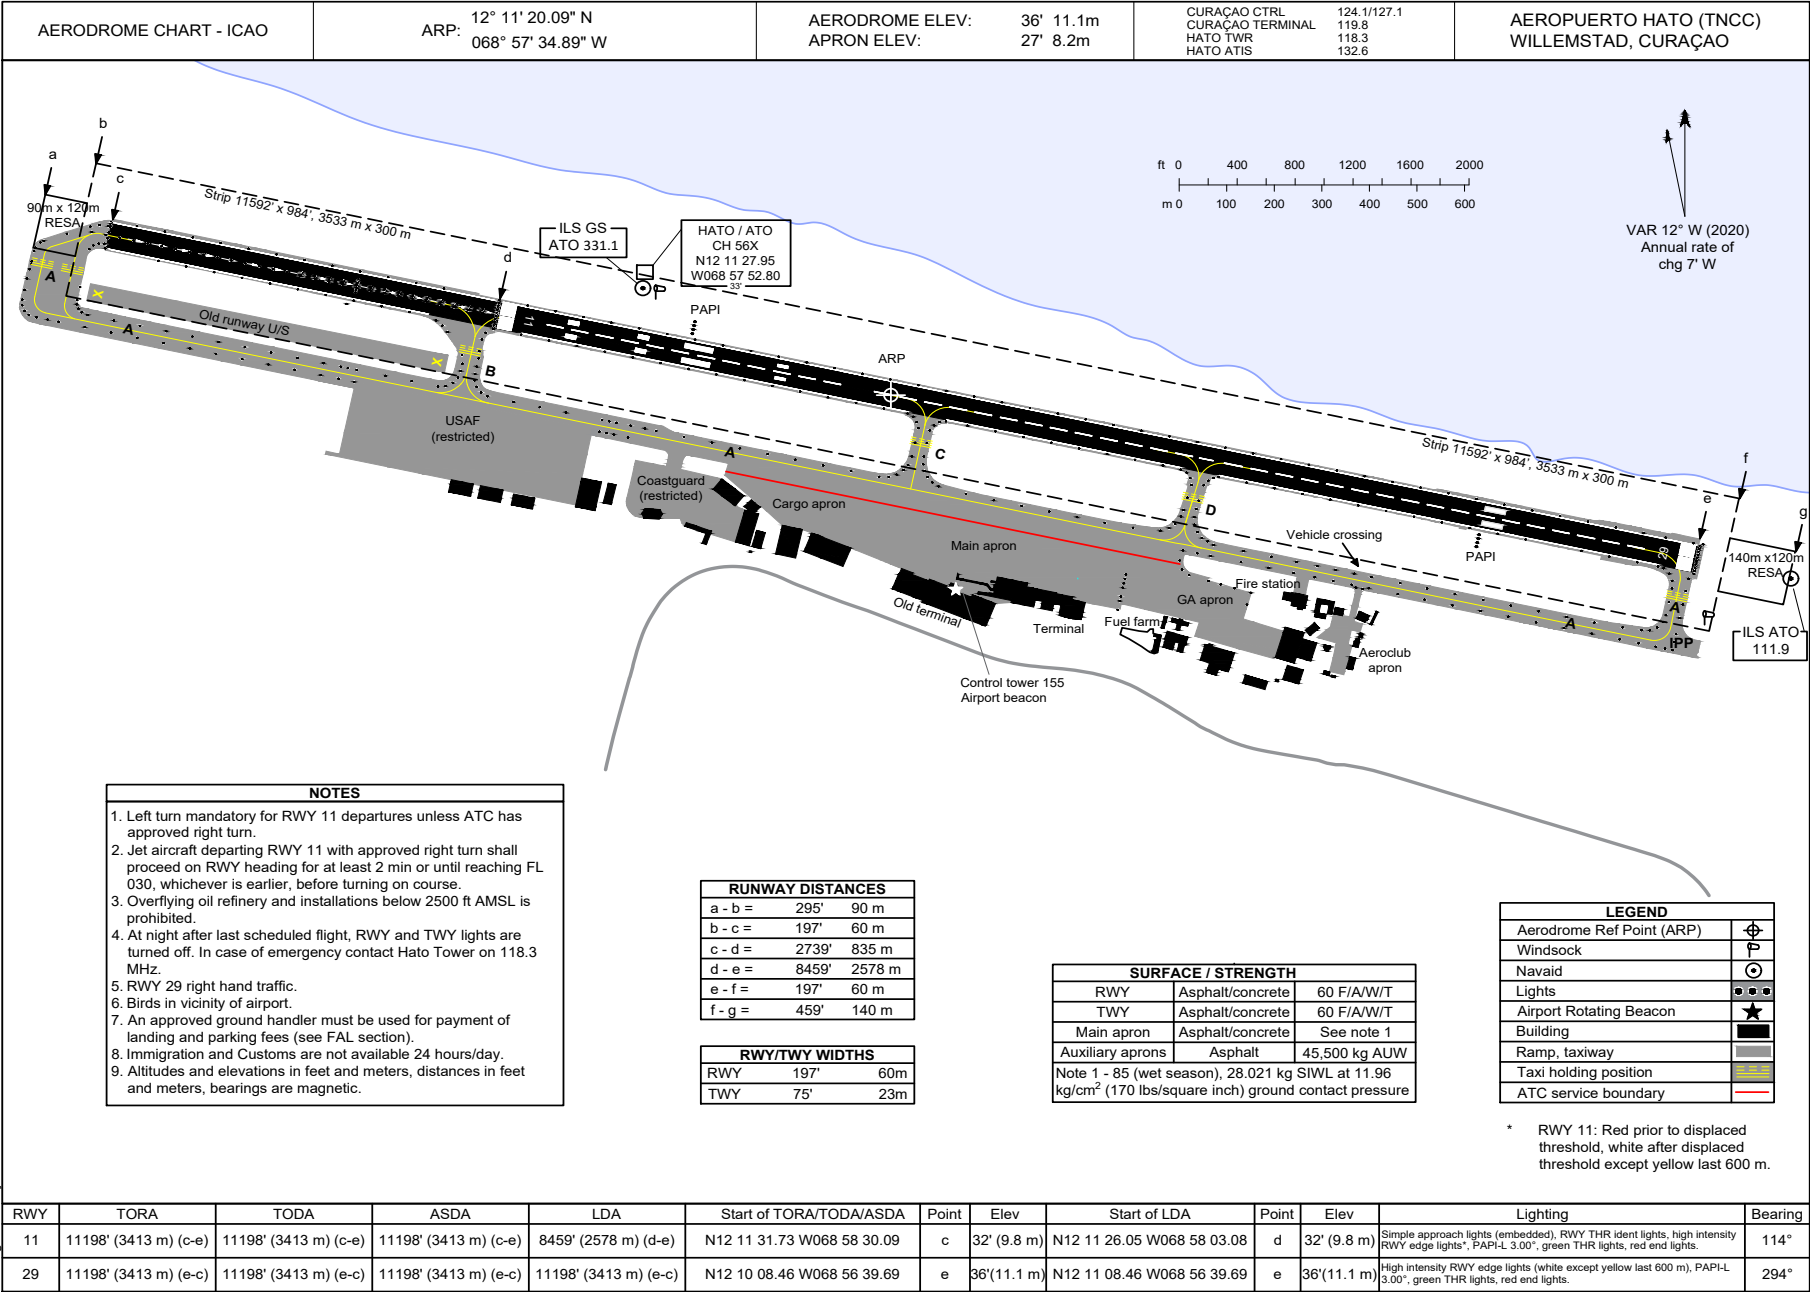 AERODROME CHART - ICAO
ARP:
12° 11' 20.09" N
068° 57' 34.89" W
AERODROME ELEV: 36' 11.1m
APRON ELEV: 27' 8.2m
CURAÇAO CTRL 124.1/127.1
CURAÇAO TERMINAL 119.8
HATO TWR 118.3
HATO ATIS 132.6
AEROPUERTO HATO (TNCC)
WILLEMSTAD, CURAÇAO
a
b
c
90m x 120m
RESA
Strip 11592' x 984', 3533 m x 300 m
d
ILS GS
ATO 331.1
HATO / ATO
CH 56X
N12 11 27.95
W068 57 52.80
33'
PAPI
ARP
ft 0 400 800 1200 1600 2000
m 0 100 200 300 400 500 600
VAR 12° W (2020)
Annual rate of
chg 7' W
A
A
X
Old runway U/S
X
B
USAF
(restricted)
A
C
Coastguard
(restricted)
Cargo apron
Main apron
D
Strip 11592' x 984', 3533 m x 300 m
f
e
g
Vehicle crossing
PAPI
29
140m x120m
RESA
Fire station
GA apron
Old terminal
Terminal
Fuel farm
A
A
IPP
ILS ATO
111.9
Aeroclub
apron
Control tower 155
Airport beacon
NOTES
1. Left turn mandatory for RWY 11 departures unless ATC has
approved right turn.
2. Jet aircraft departing RWY 11 with approved right turn shall
proceed on RWY heading for at least 2 min or until reaching FL
030, whichever is earlier, before turning on course.
3. Overflying oil refinery and installations below 2500 ft AMSL is
prohibited.
4. At night after last scheduled flight, RWY and TWY lights are
turned off. In case of emergency contact Hato Tower on 118.3
MHz.
5. RWY 29 right hand traffic.
6. Birds in vicinity of airport.
7. An approved ground handler must be used for payment of
landing and parking fees (see FAL section).
8. Immigration and Customs are not available 24 hours/day.
9. Altitudes and elevations in feet and meters, distances in feet
and meters, bearings are magnetic.
RUNWAY DISTANCES
a - b = 295' 90 m
b - c = 197' 60 m
c - d = 2739' 835 m
d - e = 8459' 2578 m
e - f = 197' 60 m
f - g = 459' 140 m
RWY/TWY WIDTHS
RWY 197' 60m
TWY 75' 23m
SURFACE / STRENGTH
RWY Asphalt/concrete 60 F/A/W/T
TWY Asphalt/concrete 60 F/A/W/T
Main apron Asphalt/concrete See note 1
Auxiliary aprons Asphalt 45,500 kg AUW
Note 1 - 85 (wet season), 28.021 kg SIWL at 11.96
kg/cm² (170 lbs/square inch) ground contact pressure
LEGEND
Aerodrome Ref Point (ARP)
Windsock
Navaid
Lights
Airport Rotating Beacon
Building
Ramp, taxiway
Taxi holding position
ATC service boundary
* RWY 11: Red prior to displaced
threshold, white after displaced
threshold except yellow last 600 m.
RWY TORA TODA ASDA LDA Start of TORA/TODA/ASDA Point Elev Start of LDA Point Elev Lighting Bearing
11 11198' (3413 m) (c-e) 11198' (3413 m) (c-e) 11198' (3413 m) (c-e) 8459' (2578 m) (d-e) N12 11 31.73 W068 58 30.09 c 32' (9.8 m) N12 11 26.05 W068 58 03.08 d 32' (9.8 m) Simple approach lights (embedded), RWY THR ident lights, high intensity
RWY edge lights*, PAPI-L 3.00°, green THR lights, red end lights. 114°
29 11198' (3413 m) (e-c) 11198' (3413 m) (e-c) 11198' (3413 m) (e-c) 11198' (3413 m) (e-c) N12 10 08.46 W068 56 39.69 e 36'(11.1 m) N12 11 08.46 W068 56 39.69 e 36'(11.1 m) High intensity RWY edge lights (white except yellow last 600 m), PAPI-L
3.00°, green THR lights, red end lights. 294°